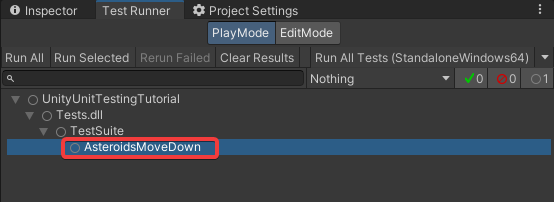 Inspector Test Runner Project Settings
PlayMode EditMode
Run All Run Selected Rerun Failed Clear Results Run All Tests (StandaloneWindows64)
Nothing 0 0 1
UnityUnitTestingTutorial
Tests.dll
TestSuite
AsteroidsMoveDown